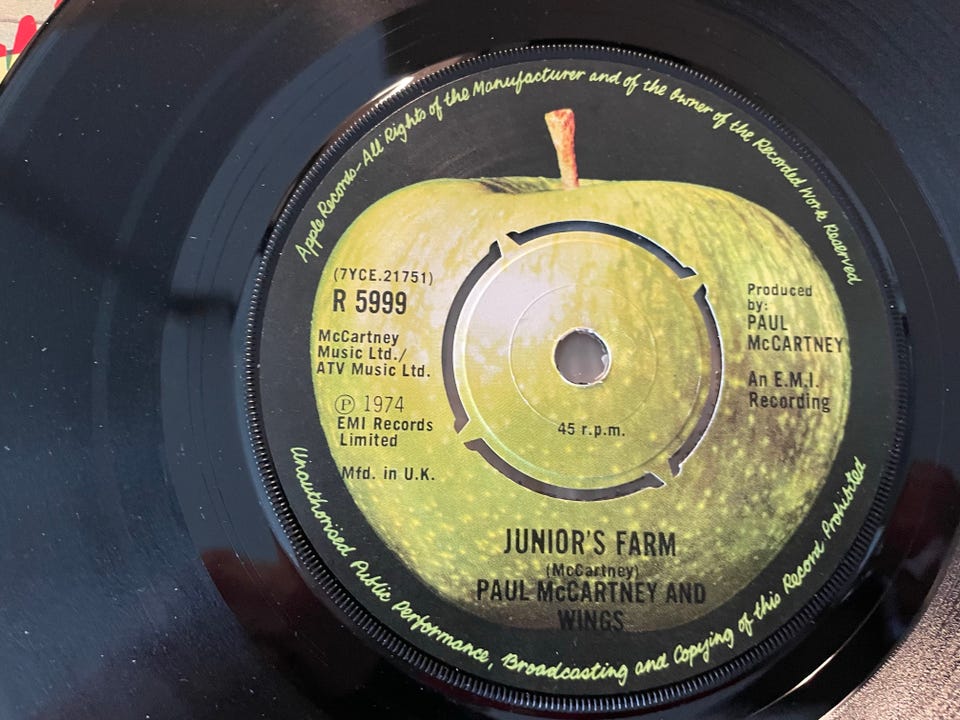 Apple Records-All Rights of the Manufacturer and of the Owner of the Recorded Work Reserved
(7YCE.21751)
R 5999
McCartney
Music Ltd./
ATV Music Ltd.
Ⓟ 1974
EMI Records
Limited
Mfd. in U.K.
Produced
by:
PAUL
McCARTNEY
An E.M.I.
Recording
45 r.p.m.
JUNIOR'S FARM
(McCartney)
PAUL McCARTNEY AND
WINGS
Unauthorised Public Performance, Broadcasting and Copying of this Record Prohibited